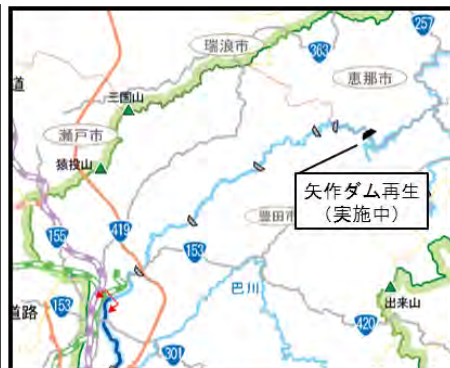 257
363
瑞浪市
恵那市
道
三国山
瀬戸市
猿投山
矢作ダム再生
（実施中）
豊田市
155
419
153
巴川
出来山
道路
153
420
301